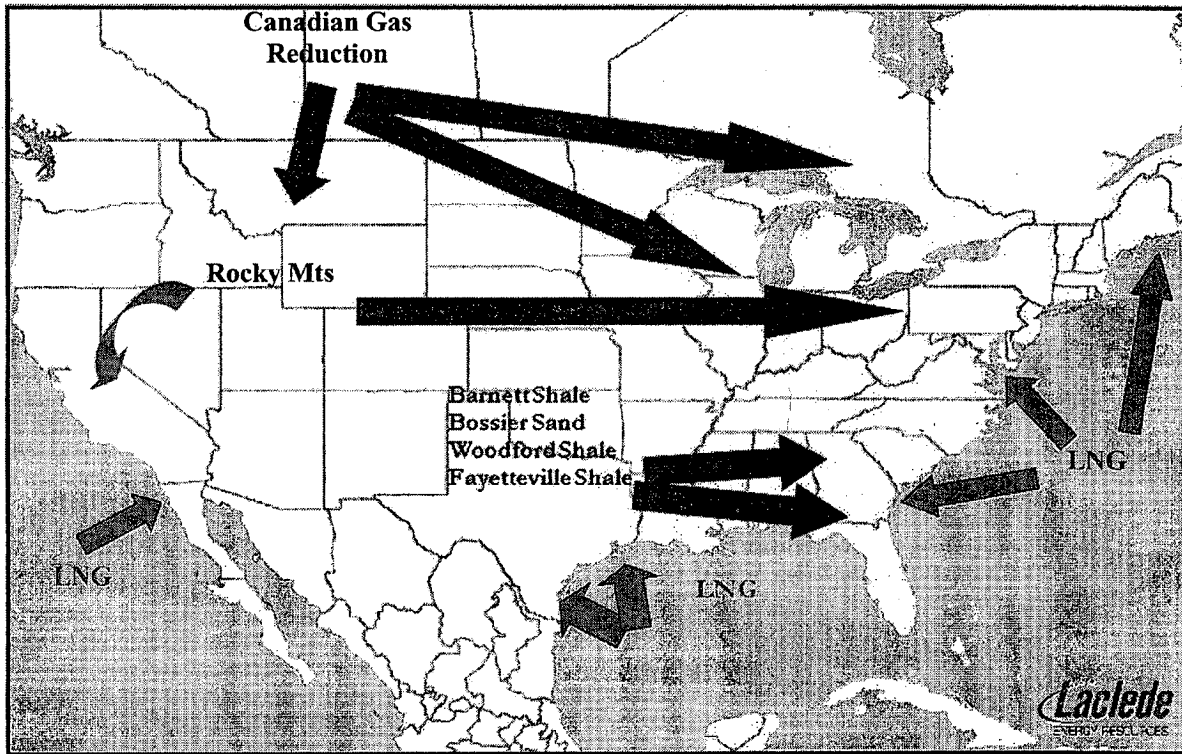 Canadian Gas
Reduction
Rocky Mts
Barnett Shale
Bossier Sand
Woodford Shale
Fayetteville Shale
LNG
LNG
LNG
Laclede
ENERGY RESOURCES